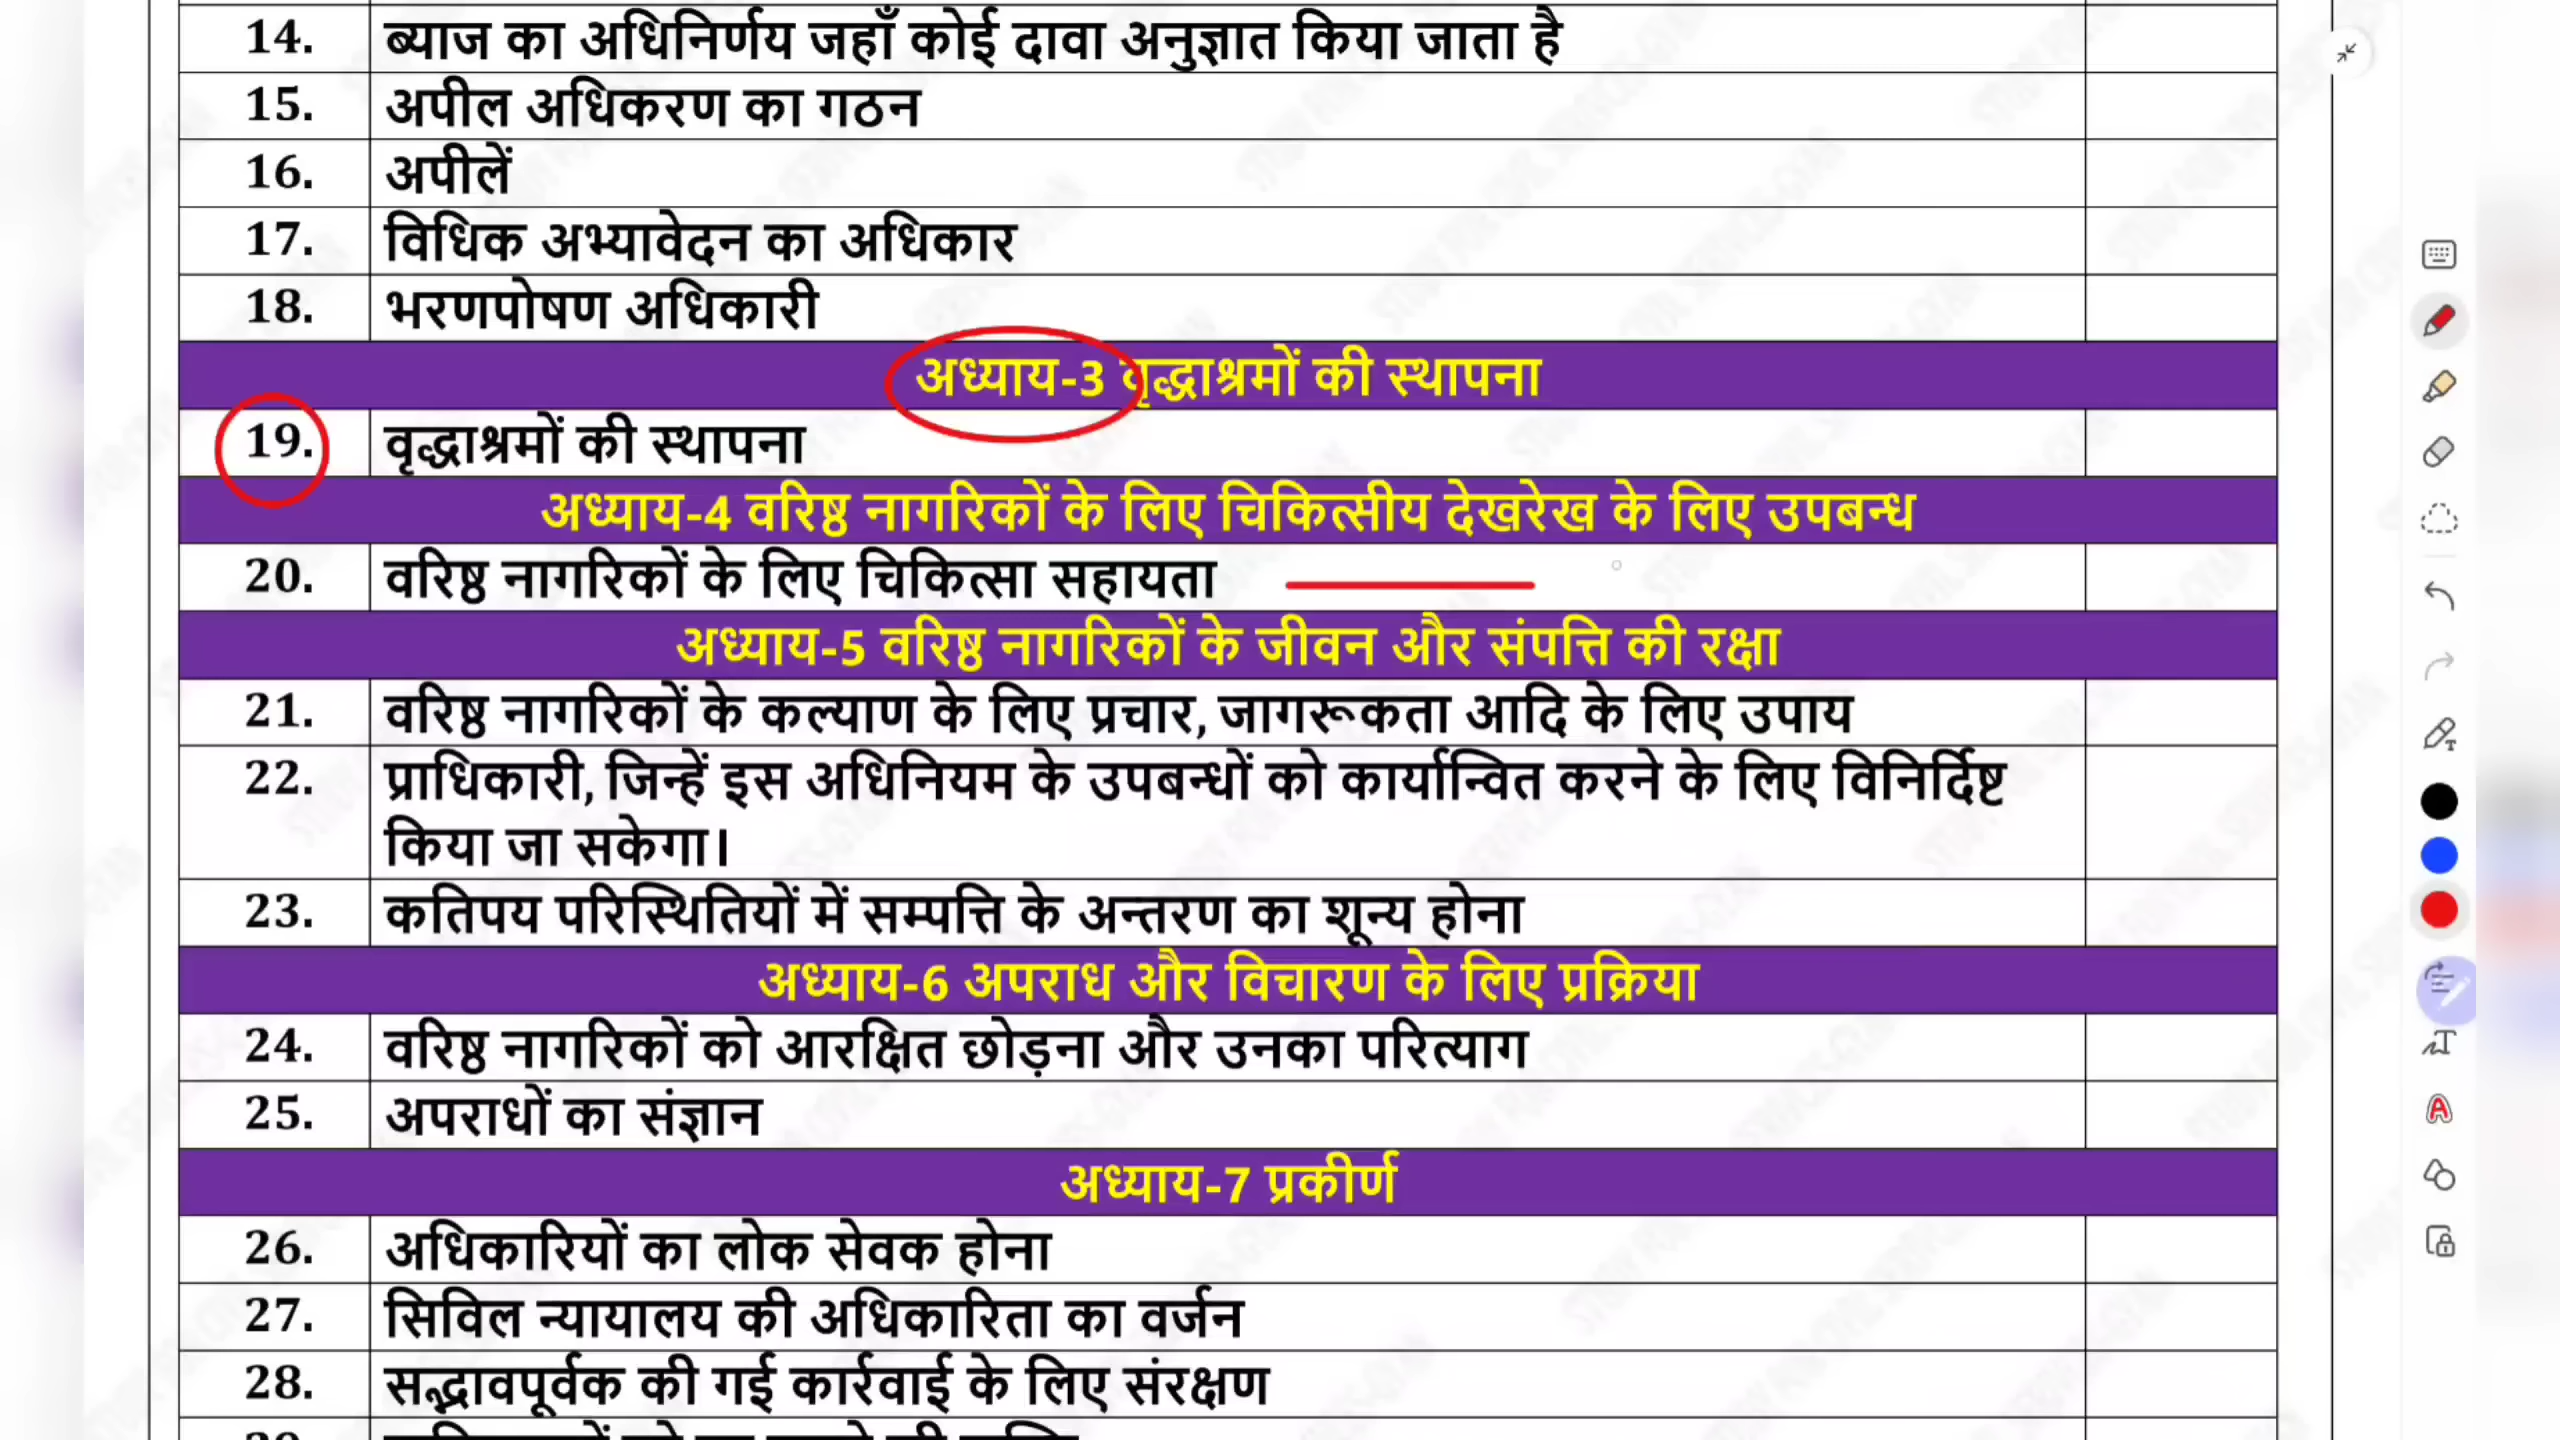 14. ब्याज का अधिनिर्णय जहाँ कोई दावा अनुज्ञात किया जाता है
15. अपील अधिकरण का गठन
16. अपीलें
17. विधिक अभ्यावेदन का अधिकार
18. भरणपोषण अधिकारी
अध्याय-3 वृद्धाश्रमों की स्थापना
19. वृद्धाश्रमों की स्थापना
अध्याय-4 वरिष्ठ नागरिकों के लिए चिकित्सीय देखरेख के लिए उपबन्ध
20. वरिष्ठ नागरिकों के लिए चिकित्सा सहायता
अध्याय-5 वरिष्ठ नागरिकों के जीवन और संपत्ति की रक्षा
21. वरिष्ठ नागरिकों के कल्याण के लिए प्रचार, जागरूकता आदि के लिए उपाय
22. प्राधिकारी, जिन्हें इस अधिनियम के उपबन्धों को कार्यान्वित करने के लिए विनिर्दिष्ट
किया जा सकेगा।
23. कतिपय परिस्थितियों में सम्पत्ति के अन्तरण का शून्य होना
अध्याय-6 अपराध और विचारण के लिए प्रक्रिया
24. वरिष्ठ नागरिकों को आरक्षित छोड़ना और उनका परित्याग
25. अपराधों का संज्ञान
अध्याय-7 प्रकीर्ण
26. अधिकारियों का लोक सेवक होना
27. सिविल न्यायालय की अधिकारिता का वर्जन
28. सद्भावपूर्वक की गई कार्रवाई के लिए संरक्षण